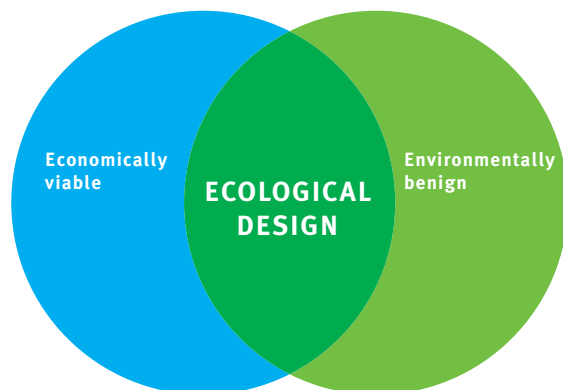 Economically
viable
ECOLOGICAL
DESIGN
Environmentally
benign